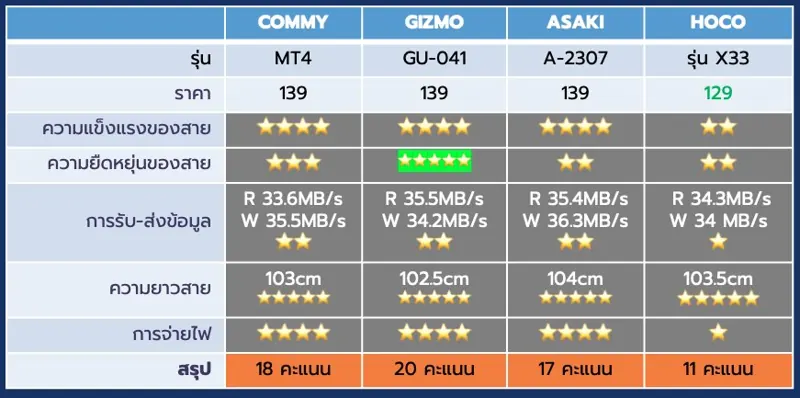 COMMY GIZMO ASAKI HOCO
รุ่น MT4 GU-041 A-2307 รุ่น X33
ราคา 139 139 139 129
ความแข็งแรงของสาย
ความยืดหยุ่นของสาย
การรับ-ส่งข้อมูล R 33.6MB/s R 35.5MB/s R 35.4MB/s R 34.3MB/s
W 35.5MB/s W 34.2MB/s W 36.3MB/s W 34 MB/s
ความยาวสาย 103cm 102.5cm 104cm 103.5cm
การจ่ายไฟ
สรุป 18 คะแนน 20 คะแนน 17 คะแนน 11 คะแนน